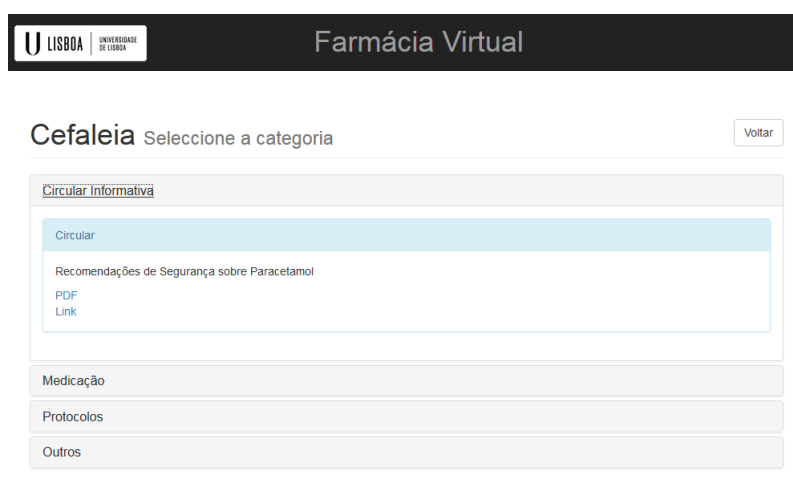 U LISBOA | UNIVERSIDADE DE LISBOA
Farmácia Virtual
Cefaleia Seleccione a categoria
Voltar
Circular Informativa
Circular
Recomendações de Segurança sobre Paracetamol
PDF
Link
Medicação
Protocolos
Outros